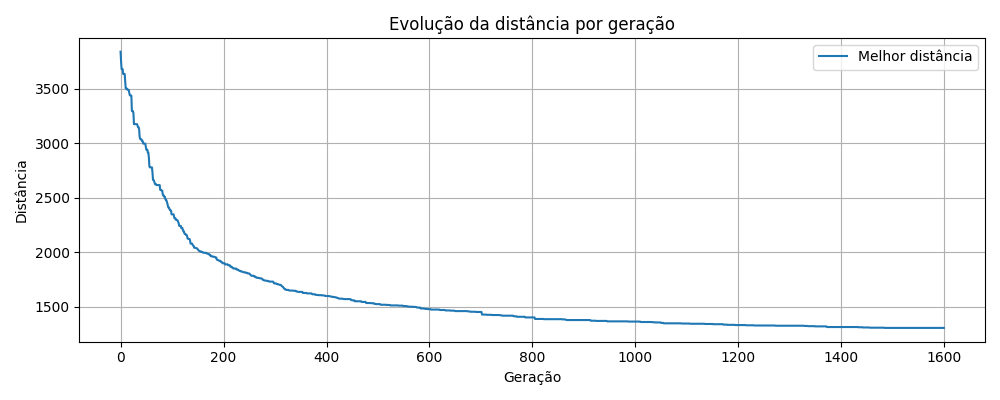 Evolução da distância por geração
Melhor distância
Distância
3500
3000
2500
2000
1500
0 200 400 600 800 1000 1200 1400 1600
Geração